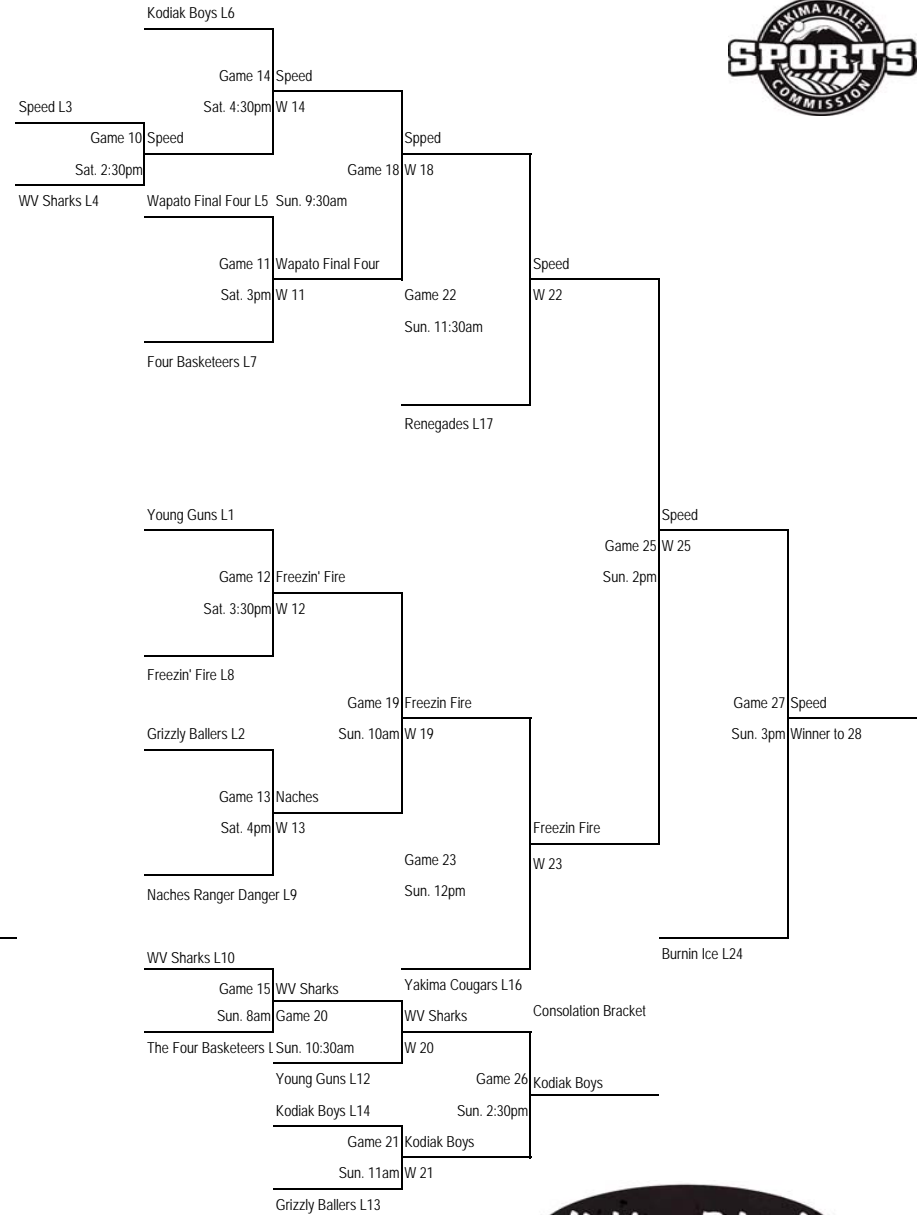 Kodiak Boys L6
YAKIMA VALLEY
SPORTS
COMMISSION
Game 14 Speed
Speed L3
Sat. 4:30pm W 14
Game 10 Speed
Spped
Sat. 2:30pm
Game 18 W 18
WV Sharks L4
Wapato Final Four L5 Sun. 9:30am
Game 11 Wapato Final Four
Speed
Sat. 3pm W 11
Game 22
W 22
Sun. 11:30am
Four Basketeers L7
Renegades L17
Young Guns L1
Speed
Game 25 W 25
Game 12 Freezin' Fire
Sun. 2pm
Sat. 3:30pm W 12
Freezin' Fire L8
Game 19 Freezin Fire
Game 27 Speed
Grizzly Ballers L2
Sun. 10am W 19
Sun. 3pm Winner to 28
Game 13 Naches
Sat. 4pm W 13
Freezin Fire
Game 23
W 23
Naches Ranger Danger L9
Sun. 12pm
WV Sharks L10
Burnin Ice L24
Game 15 WV Sharks
Yakima Cougars L16
Sun. 8am Game 20
WV Sharks
Consolation Bracket
The Four Basketeers L Sun. 10:30am
W 20
Young Guns L12
Game 26 Kodiak Boys
Kodiak Boys L14
Sun. 2:30pm
Game 21 Kodiak Boys
Sun. 11am W 21
Grizzly Ballers L13